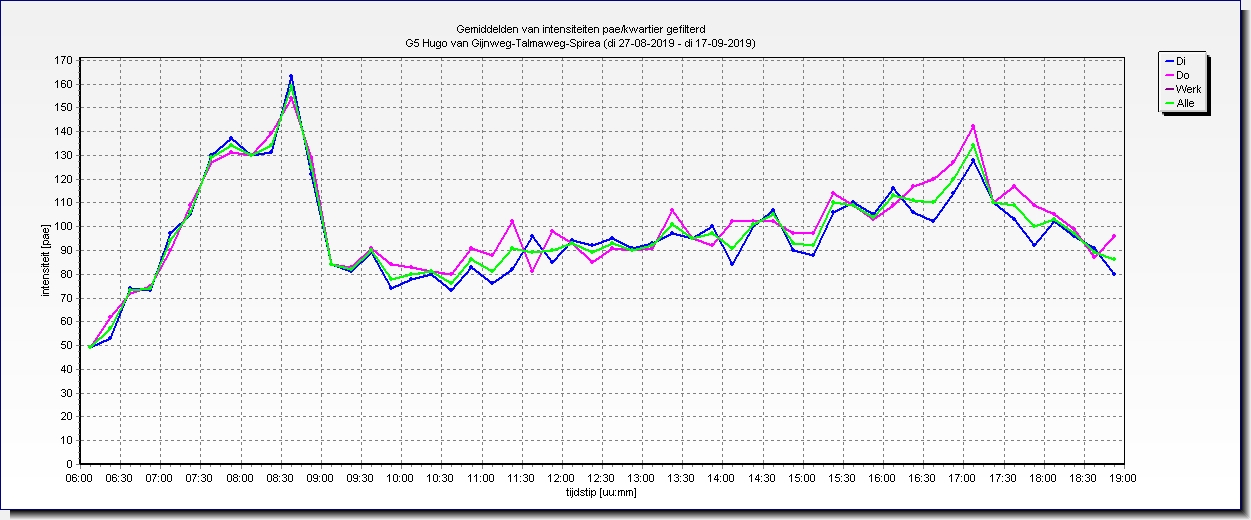 Gemiddelden van intensiteiten pae/kwartier gefilterd
G5 Hugo van Gijnweg-Talmaweg-Spirea (di 27-08-2019 - di 17-09-2019)
Di
Do
Werk
Alle
170
160
150
140
130
120
110
100
90
80
70
60
50
40
30
20
10
0
intensiteit [pae]
06:00 06:30 07:00 07:30 08:00 08:30 09:00 09:30 10:00 10:30 11:00 11:30 12:00 12:30 13:00 13:30 14:00 14:30 15:00 15:30 16:00 16:30 17:00 17:30 18:00 18:30 19:00
tijdstip [uu:mm]